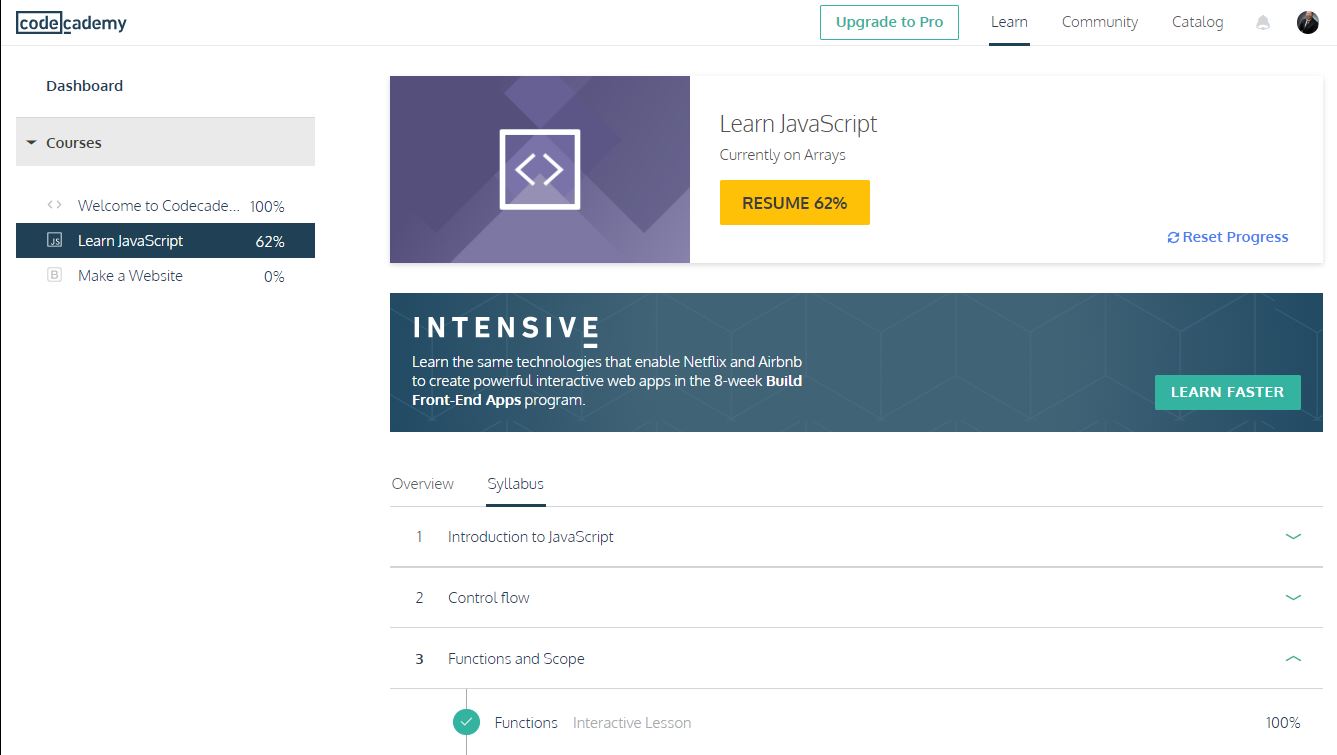 codecademy
Upgrade to Pro
Learn
Community
Catalog
Dashboard
Courses
Welcome to Codecade... 100%
JS Learn JavaScript 62%
B Make a Website 0%
Learn JavaScript
Currently on Arrays
RESUME 62%
Reset Progress
INTENSIVE
Learn the same technologies that enable Netflix and Airbnb
to create powerful interactive web apps in the 8-week Build
Front-End Apps program.
LEARN FASTER
Overview
Syllabus
1 Introduction to JavaScript
2 Control flow
3 Functions and Scope
Functions Interactive Lesson 100%